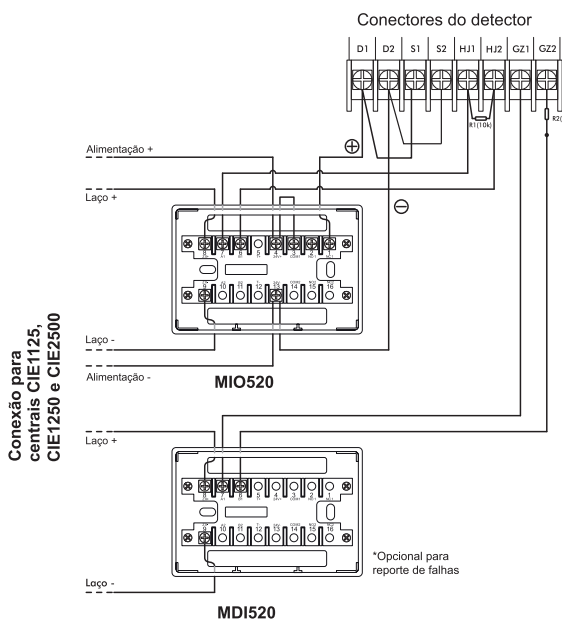 Conectores do detector
D1 D2 S1 S2 HJ1 HJ2 GZ1 GZ2
R1(10k)
R2(
Alimentação +
Laço +
Laço -
Alimentação -
MIO520
Conexão para
centrais CIE1125,
CIE1250 e CIE2500
Laço +
Laço -
*Opcional para
reporte de falhas
MDI520